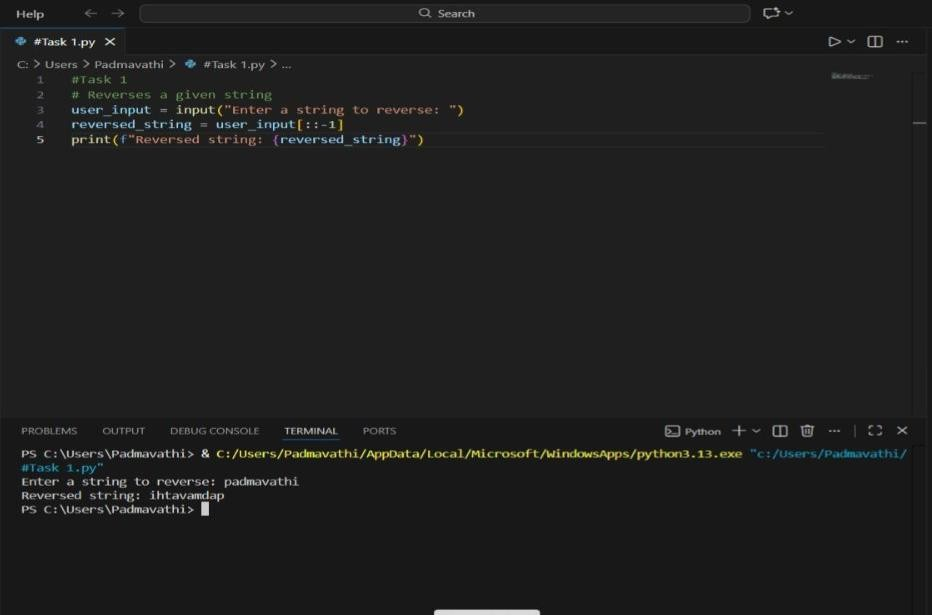 Help
Search
#Task 1.py
C: > Users > Padmavathi > #Task 1.py > ...
1 #Task 1
2 # Reverses a given string
3 user_input = input("Enter a string to reverse: ")
4 reversed_string = user_input[::-1]
5 print(f"Reversed string: {reversed_string}")
PROBLEMS OUTPUT DEBUG CONSOLE TERMINAL PORTS Python
PS C:\Users\Padmavathi> & C:/Users/Padmavathi/AppData/Local/Microsoft/WindowsApps/python3.13.exe "c:/Users/Padmavathi/
#Task 1.py"
Enter a string to reverse: padmavathi
Reversed string: ihtavamdap
PS C:\Users\Padmavathi>